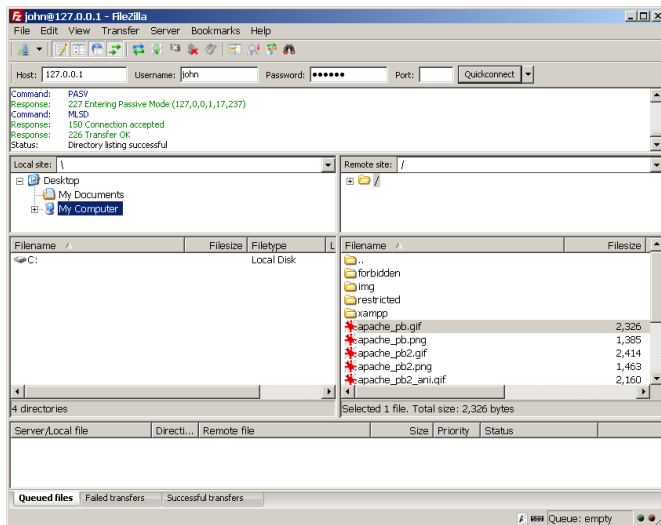 john@127.0.0.1 - FileZilla
File Edit View Transfer Server Bookmarks Help
Host: 127.0.0.1 Username: john Password: ●●●●●● Port: Quickconnect
Command: PASV
Response: 227 Entering Passive Mode (127,0,0,1,17,237)
Command: MLSD
Response: 150 Connection accepted
Response: 226 Transfer OK
Status: Directory listing successful
Local site: \
Desktop
My Documents
My Computer
Remote site: /
/
Filename Filesize Filetype L
C: Local Disk
4 directories
Filename Filesize
..
forbidden
img
restricted
xampp
apache_pb.gif 2,326
apache_pb.png 1,385
apache_pb2.gif 2,414
apache_pb2.png 1,463
apache_pb2_ani.gif 2,160
Selected 1 file. Total size: 2,326 bytes
Server/Local file Directi... Remote file Size Priority Status
Queued files Failed transfers Successful transfers
Queue: empty